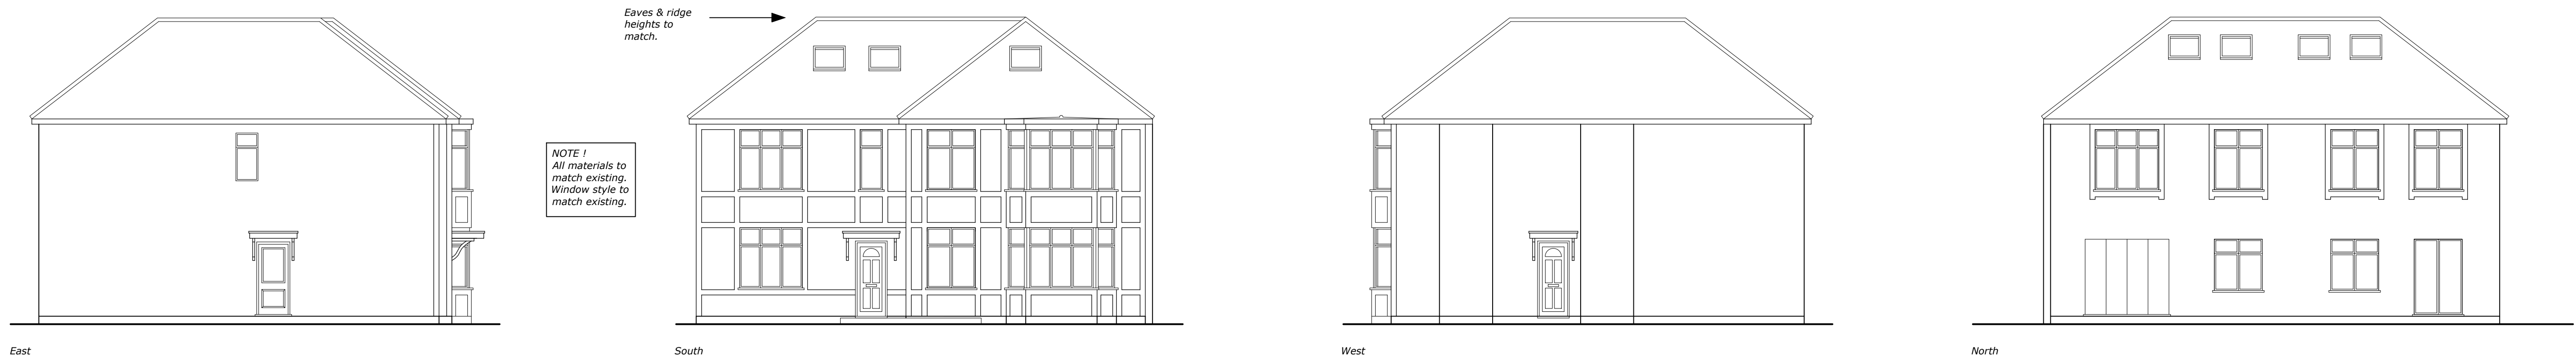 Eaves & ridge
heights to
match.
NOTE !
All materials to
match existing.
Window style to
match existing.
East
South
West
North